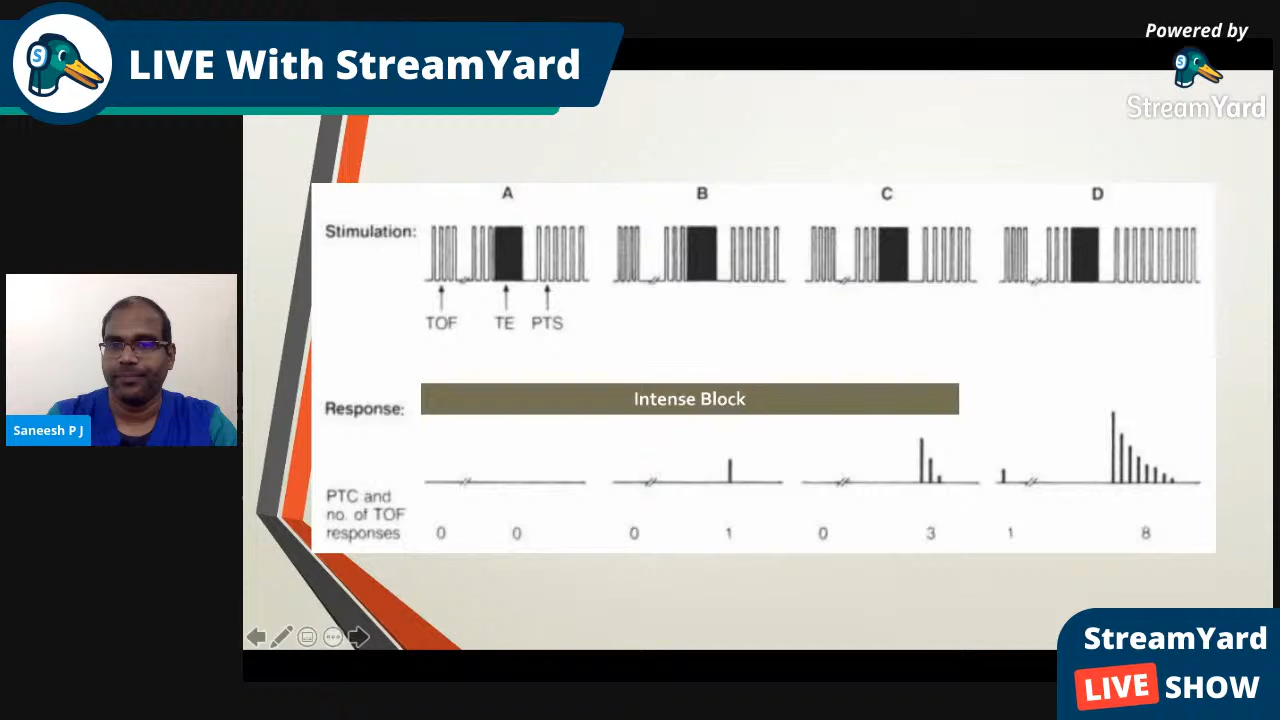 LIVE With StreamYard
Powered by
StreamYard
A B C D
Stimulation:
TOF TE PTS
Intense Block
Response:
PTC and
no. of TOF
responses 0 0 0 1 0 3 1 8
Saneesh P J
StreamYard
LIVE SHOW